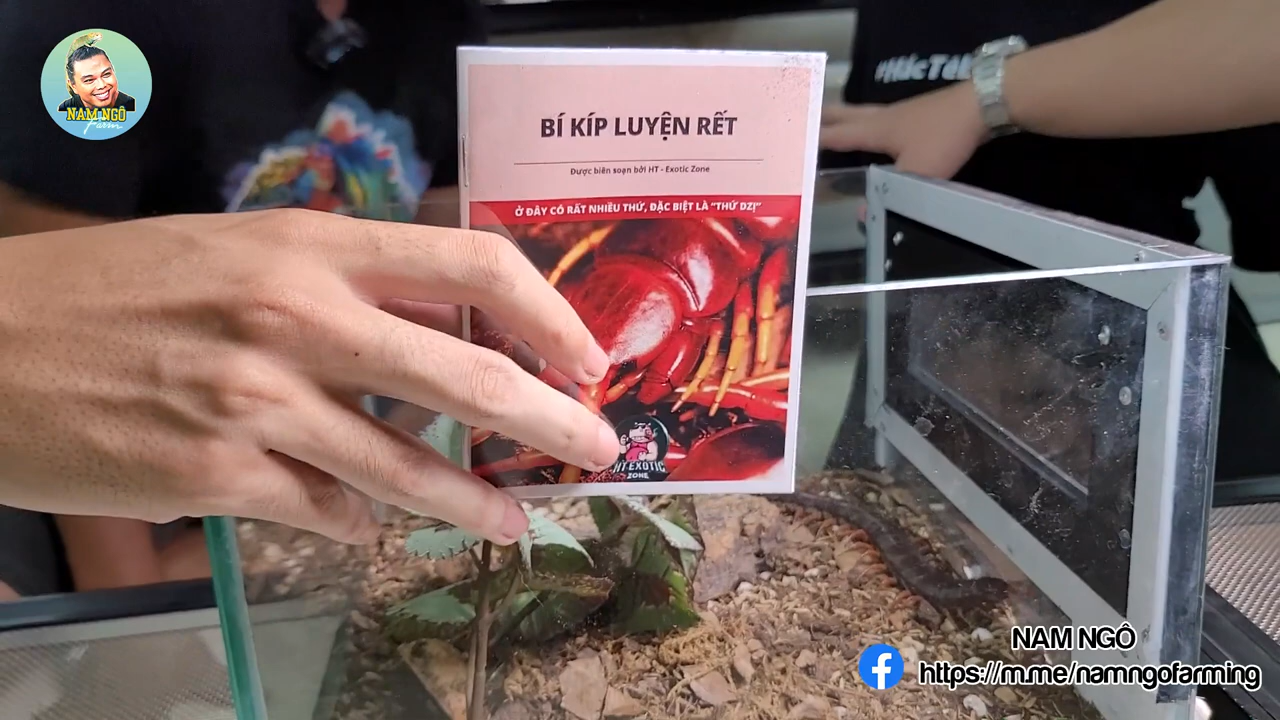 NAM NGÔ
Farm
BÍ KÍP LUYỆN RẾT
Được biên soạn bởi HT - Exotic Zone
Ở ĐÂY CÓ RẤT NHIỀU THỨ, ĐẶC BIỆT LÀ "THỨ DZỊ"
HT EXOTIC
ZONE
NAM NGÔ
https://m.me/namngofarming